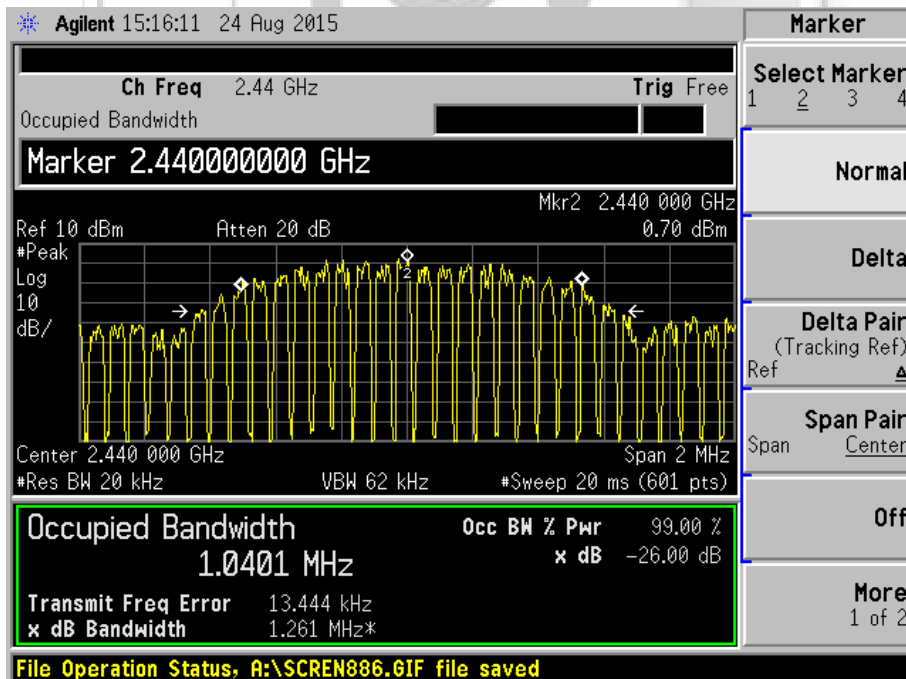 Agilent 15:16:11 24 Aug 2015
Marker
Ch Freq 2.44 GHz Trig Free
Occupied Bandwidth
Select Marker
1 2 3 4
Marker 2.440000000 GHz
Normal
Mkr2 2.440 000 GHz
Ref 10 dBm Atten 20 dB 0.70 dBm
#Peak
Log
10
dB/
2
Delta
Delta Pair
(Tracking Ref)
Ref Δ
Center 2.440 000 GHz Span 2 MHz
#Res BW 20 kHz VBW 62 kHz #Sweep 20 ms (601 pts)
Span Pair
Span Center
Occupied Bandwidth Occ BW % Pwr 99.00 %
1.0401 MHz x dB -26.00 dB
Transmit Freq Error 13.444 kHz
x dB Bandwidth 1.261 MHz*
Off
More
1 of 2
File Operation Status, A:\SCREN886.GIF file saved